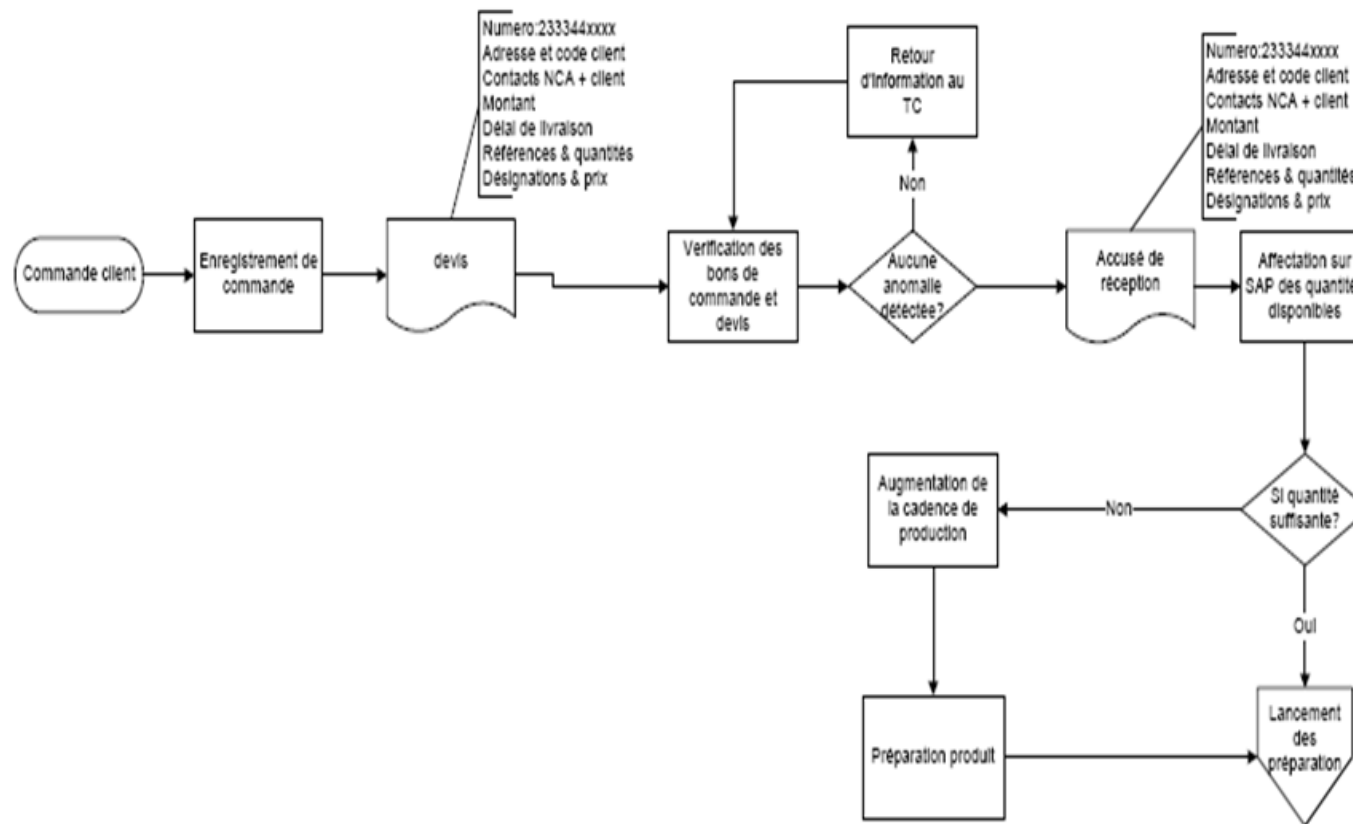 Numero:233344xxxx
Adresse et code client
Contacts NCA + client
Montant
Délai de livraison
Références & quantités
Désignations & prix
Retour
d'Information au
TC
Numero:233344xxxx
Adresse et code client
Contacts NCA + client
Montant
Délai de livraison
Références & quantités
Désignations & prix
Non
Commande client
Enregistrement de
commande
devis
Verification des
bons de
commande et
devis
Aucune
anomalie
détectée?
Accusé de
réception
Affectation sur
SAP des quantité
disponibles
Augmentation de
la cadence de
production
Non
Si quantité
suffisante?
Oui
Préparation produit
Lancement
des
préparation